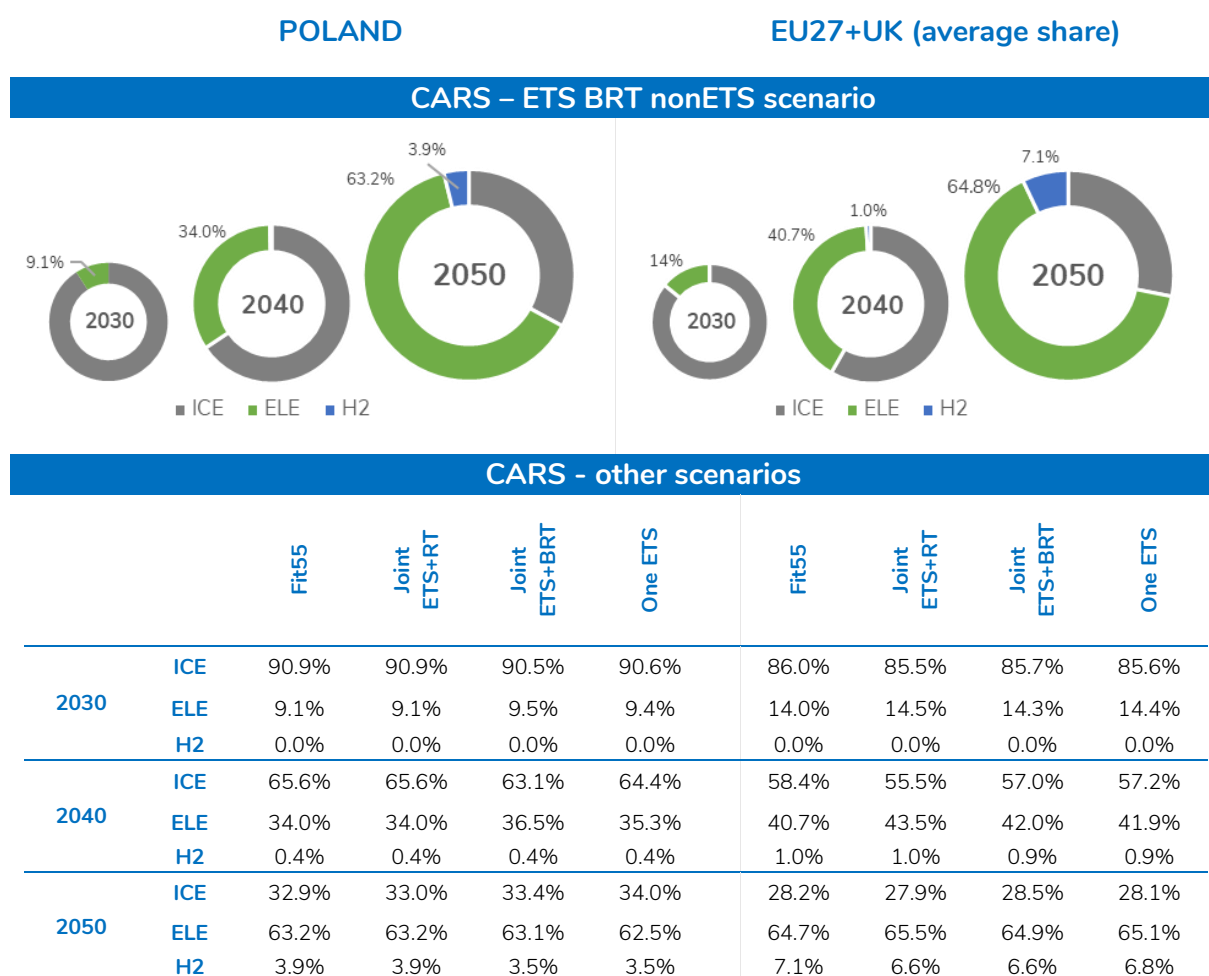 POLAND
EU27+UK (average share)
CARS – ETS BRT nonETS scenario
9.1%
2030
34.0%
2040
63.2%
3.9%
2050
■ ICE ■ ELE ■ H2
14%
2030
40.7%
1.0%
2040
64.8%
7.1%
2050
■ ICE ■ ELE ■ H2
CARS - other scenarios
Fit55
Joint
ETS+RT
Joint
ETS+BRT
One ETS
Fit55
Joint
ETS+RT
Joint
ETS+BRT
One ETS
2030
ICE 90.9% 90.9% 90.5% 90.6% 86.0% 85.5% 85.7% 85.6%
ELE 9.1% 9.1% 9.5% 9.4% 14.0% 14.5% 14.3% 14.4%
H2 0.0% 0.0% 0.0% 0.0% 0.0% 0.0% 0.0% 0.0%
2040
ICE 65.6% 65.6% 63.1% 64.4% 58.4% 55.5% 57.0% 57.2%
ELE 34.0% 34.0% 36.5% 35.3% 40.7% 43.5% 42.0% 41.9%
H2 0.4% 0.4% 0.4% 0.4% 1.0% 1.0% 0.9% 0.9%
2050
ICE 32.9% 33.0% 33.4% 34.0% 28.2% 27.9% 28.5% 28.1%
ELE 63.2% 63.2% 63.1% 62.5% 64.7% 65.5% 64.9% 65.1%
H2 3.9% 3.9% 3.5% 3.5% 7.1% 6.6% 6.6% 6.8%